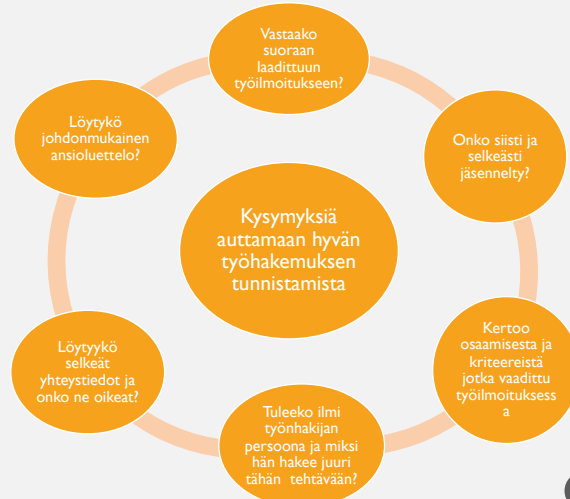 Vastaako
suoraan
laadittuun
työilmoitukseen?
Onko siisti ja
selkeästi
jäsennelty?
Kertoo
osaamisesta ja
kriteereistä
jotka vaadittu
työilmoituksess
a
Tuleeko ilmi
työnhakijan
persoona ja miksi
hän hakee juuri
tähän  tehtävään?
Löytyykö
selkeät
yhteystiedot ja
onko ne oikeat?
Löytykö
johdonmukainen
ansioluettelo?
Kysymyksiä
auttamaan hyvän
työhakemuksen
tunnistamista